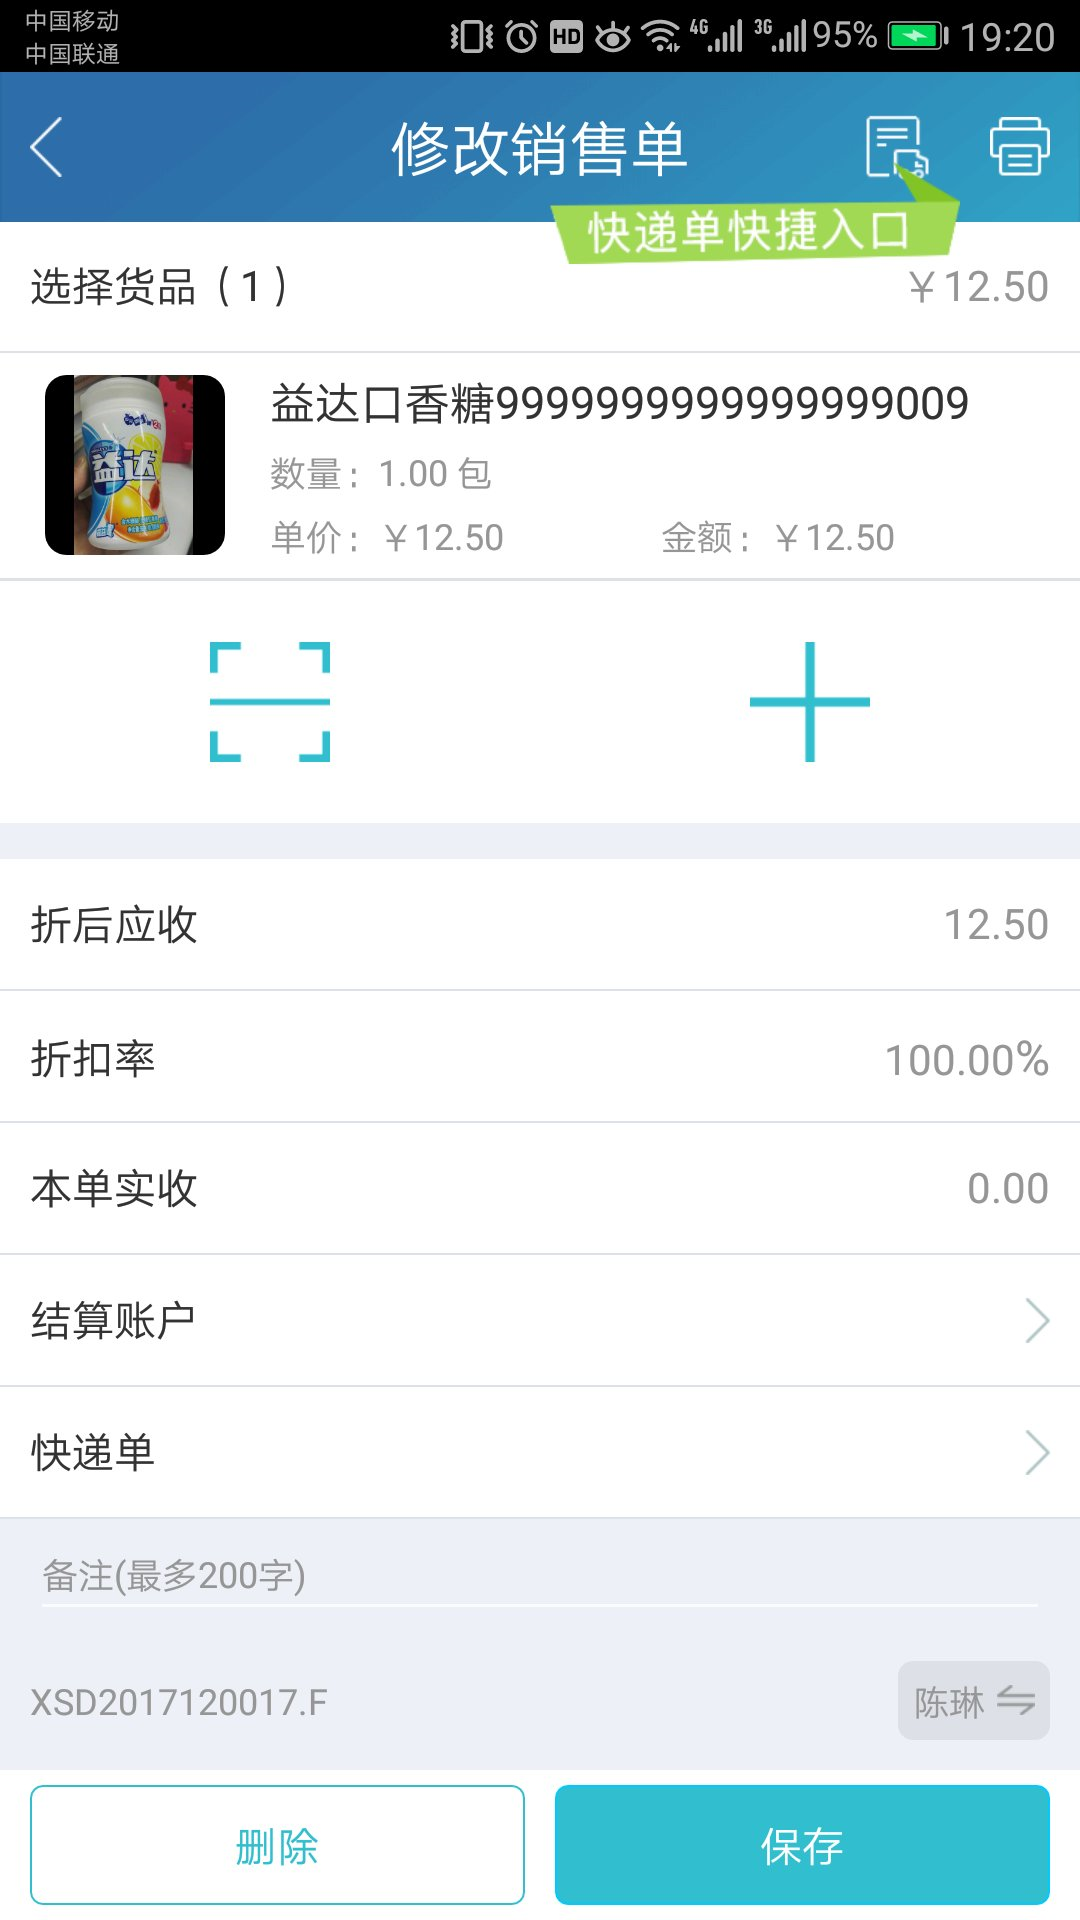 中国移动
中国联通
HD 4G 3G 95% 19:20
修改销售单
快递单快捷入口
选择货品（1） ￥12.50
益达口香糖9999999999999999009
益达
数量：1.00 包
单价：￥12.50 金额：￥12.50
折后应收 12.50
折扣率 100.00%
本单实收 0.00
结算账户
快递单
备注(最多200字)
XSD2017120017.F 陈琳
删除 保存